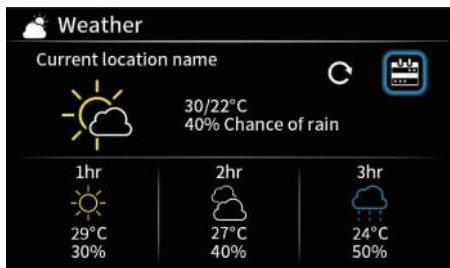 Weather
Current location name
30/22°C
40% Chance of rain
1hr 2hr 3hr
29°C 27°C 24°C
30% 40% 50%